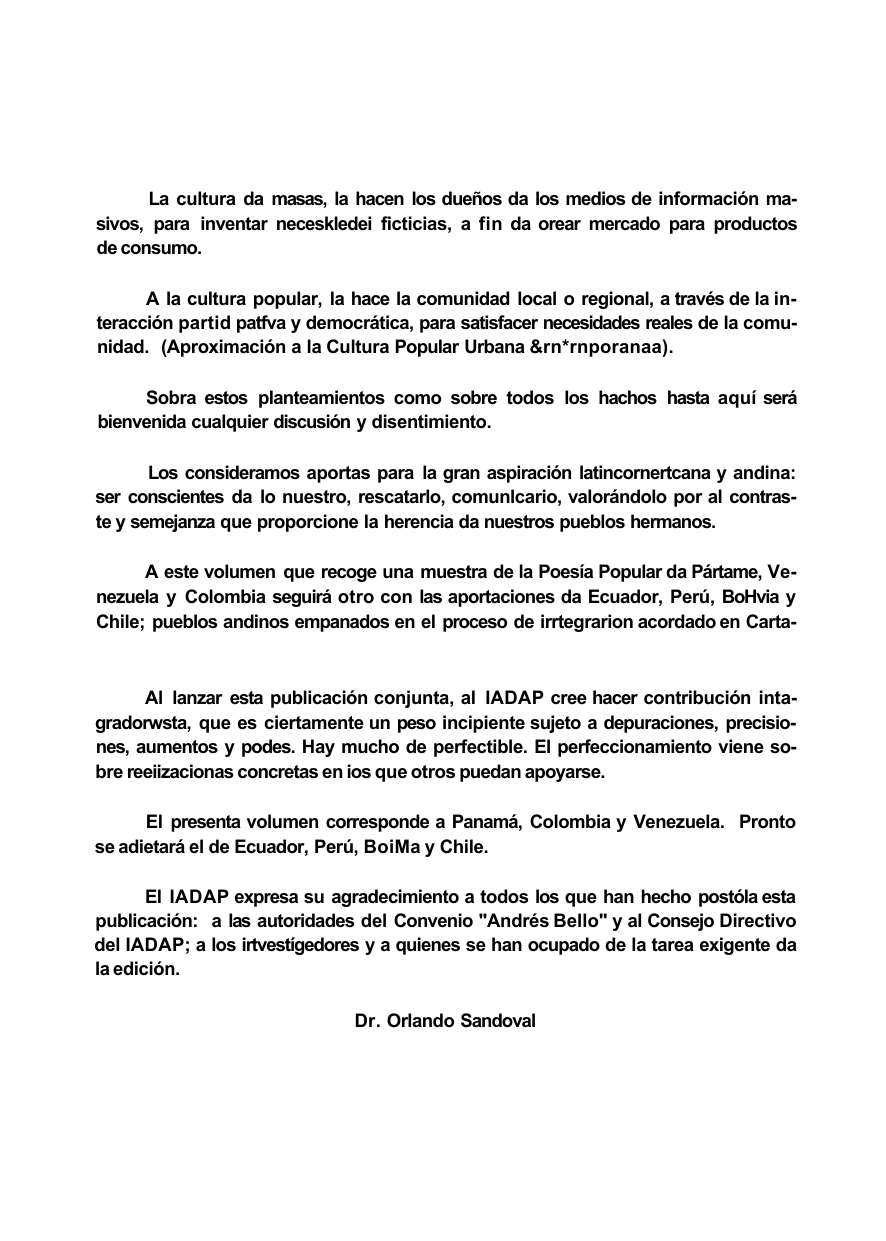 La cultura da masas, la hacen los dueños da los medios de información ma-
sivos, para inventar neceskledei ficticias, a fin da orear mercado para productos
de consumo.
A la cultura popular, la hace la comunidad local o regional, a través de la in-
teracción partid patfva y democrática, para satisfacer necesidades reales de la comu-
nidad. (Aproximación a la Cultura Popular Urbana &rn*rnporanaa).
Sobra estos planteamientos como sobre todos los hachos hasta aquí será
bienvenida cualquier discusión y disentimiento.
Los consideramos aportas para la gran aspiración latincornertcana y andina:
ser conscientes da lo nuestro, rescatarlo, comunlcario, valorándolo por al contras-
te y semejanza que proporcione la herencia da nuestros pueblos hermanos.
A este volumen que recoge una muestra de la Poesía Popular da Pártame, Ve-
nezuela y Colombia seguirá otro con las aportaciones da Ecuador, Perú, BoHvia y
Chile; pueblos andinos empanados en el proceso de irrtegrarion acordado en Carta-
Al lanzar esta publicación conjunta, al IADAP cree hacer contribución inta-
gradorwsta, que es ciertamente un peso incipiente sujeto a depuraciones, precisio-
nes, aumentos y podes. Hay mucho de perfectible. El perfeccionamiento viene so-
bre reeiizacionas concretas en ios que otros puedan apoyarse.
El presenta volumen corresponde a Panamá, Colombia y Venezuela. Pronto
se adietará el de Ecuador, Perú, BoiMa y Chile.
El IADAP expresa su agradecimiento a todos los que han hecho postóla esta
publicación: a las autoridades del Convenio "Andrés Bello" y al Consejo Directivo
del IADAP; a los irtvestígedores y a quienes se han ocupado de la tarea exigente da
la edición.
Dr. Orlando Sandoval